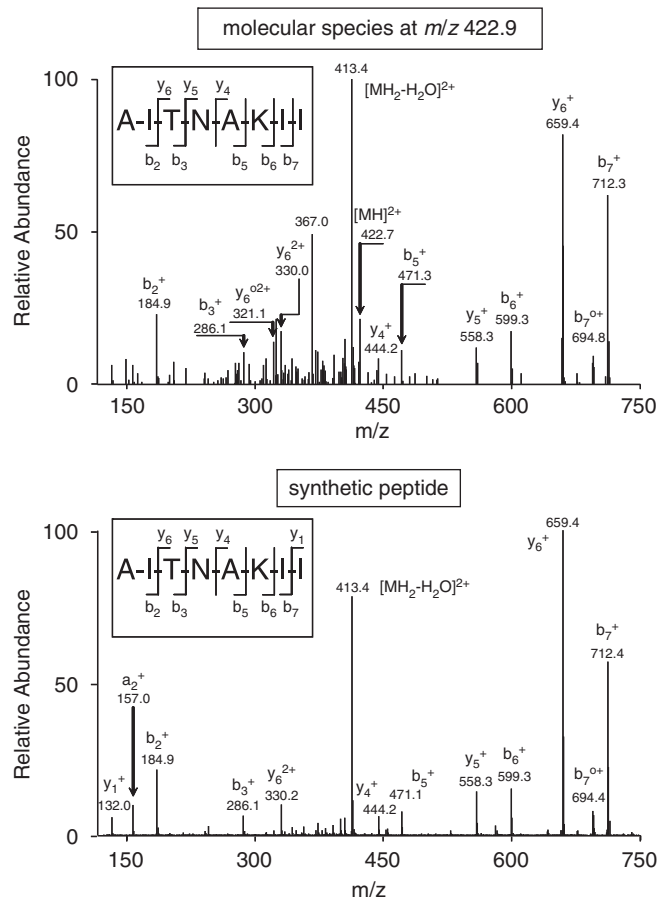 molecular species at m/z 422.9
100
50
0
Relative Abundance
y6 y5 y4
A-I-T-N-A-K-I-I
b2 b3 b5 b6 b7
413.4
[MH2-H2O]2+
y6+
659.4
b7+
712.3
367.0
[MH]2+
422.7
y6 2+
330.0
b5+
471.3
b2+
184.9
y6 o2+
321.1
b3+
286.1
y4+
444.2
y5+
558.3
b6+
599.3
b7 o+
694.8
150 300 450 600 750
m/z
synthetic peptide
100
50
0
Relative Abundance
y6 y5 y4 y1
A-I-T-N-A-K-I-I
b2 b3 b5 b6 b7
659.4
y6+
413.4
[MH2-H2O]2+
b7+
712.4
a2+
157.0
b2+
184.9
y1+
132.0
b3+
286.1
y6 2+
330.2
y4+
444.2
b5+
471.1
y5+
558.3
b6+
599.3
b7 o+
694.4
150 300 450 600 750
m/z